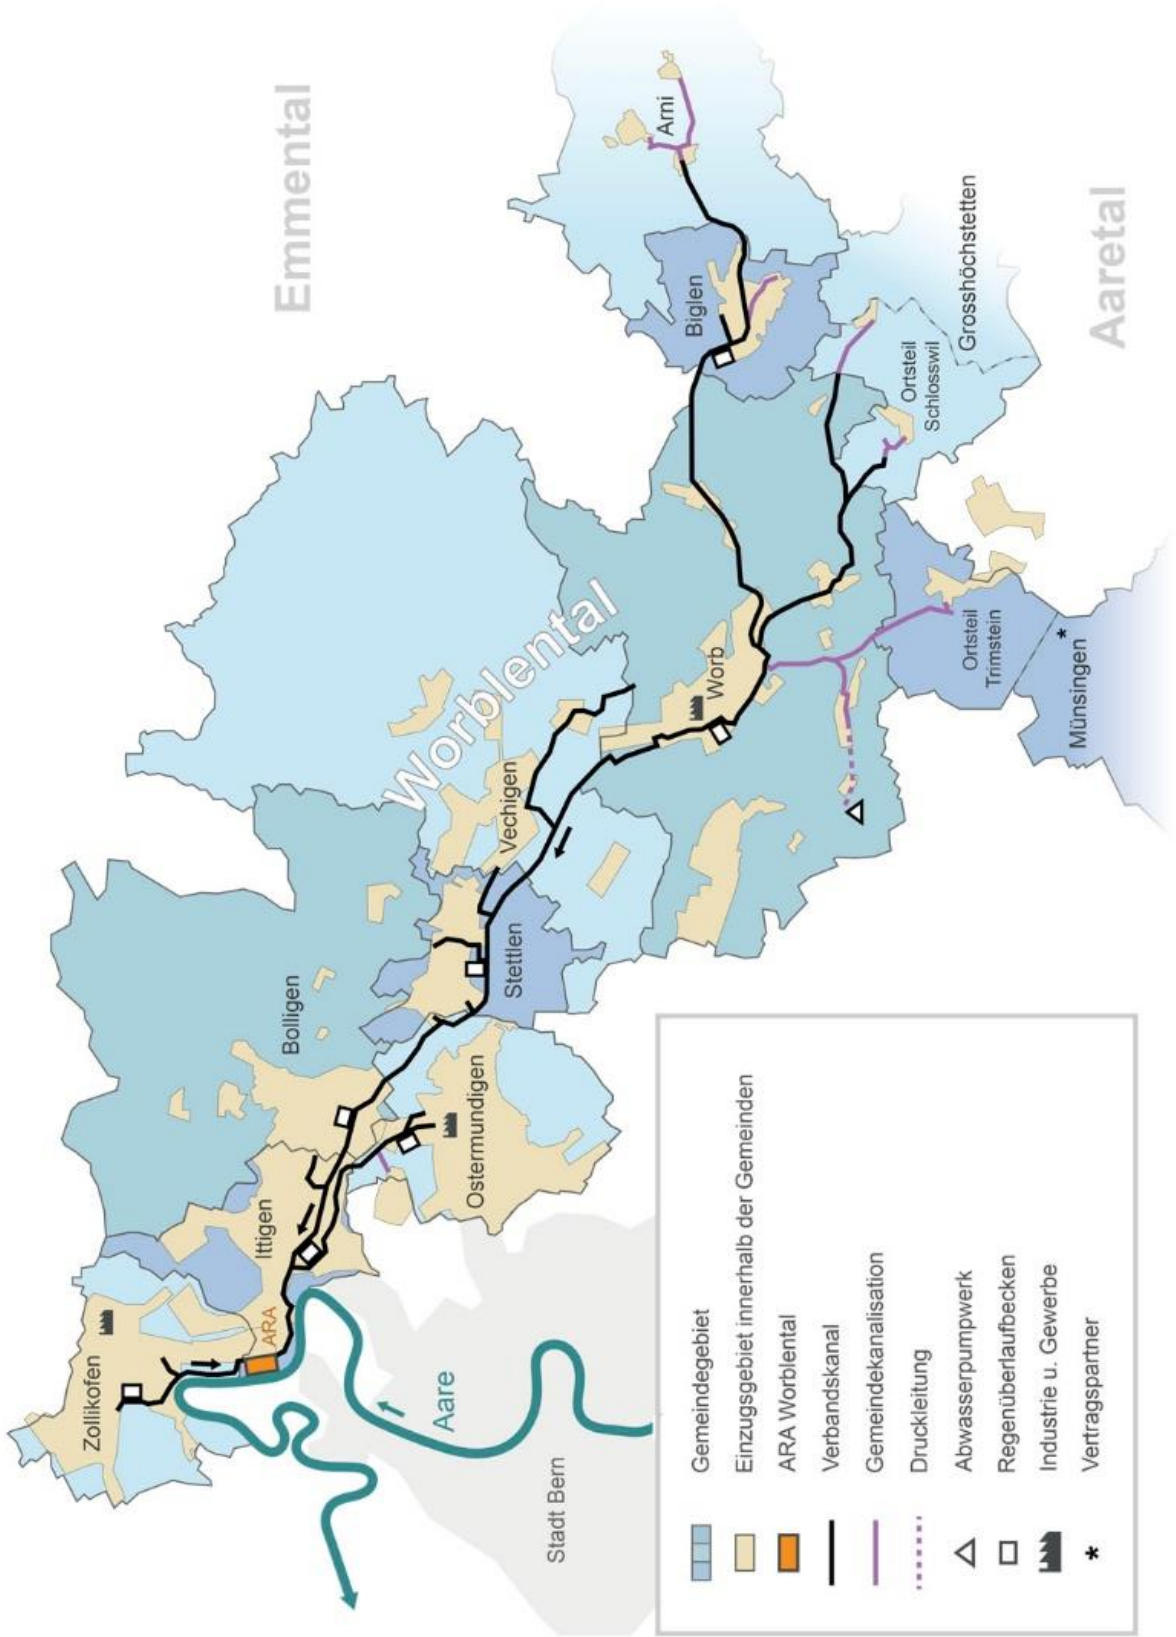 Emmental
Aaretal
Worblental
Zollikofen
Ittigen
Bolligen
ARA
Ostermundigen
Stettlen
Vechigen
Worb
Biglen
Arni
Ortsteil
Schlosswil
Grosshöchstetten
Ortsteil
Trimstein
Münsingen
*
Aare
Stadt Bern
Gemeindegebiet
Einzugsgebiet innerhalb der Gemeinden
ARA Worblental
Verbandskanal
Gemeindekanalisation
Druckleitung
Abwasserpumpwerk
Regenüberlaufbecken
Industrie u. Gewerbe
* Vertragspartner